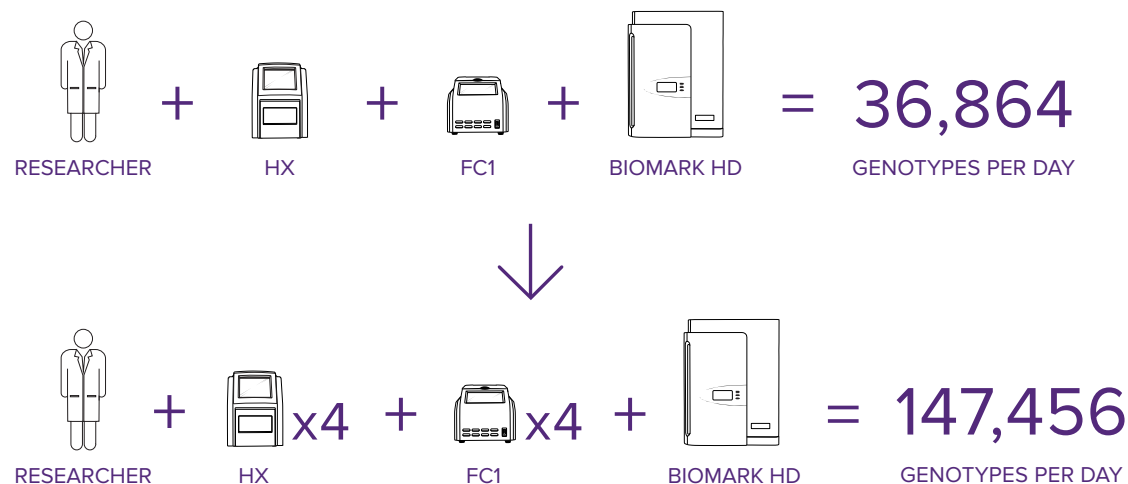 + + + = 36,864
RESEARCHER HX FC1 BIOMARK HD GENOTYPES PER DAY
+ x4 + x4 + = 147,456
RESEARCHER HX FC1 BIOMARK HD GENOTYPES PER DAY